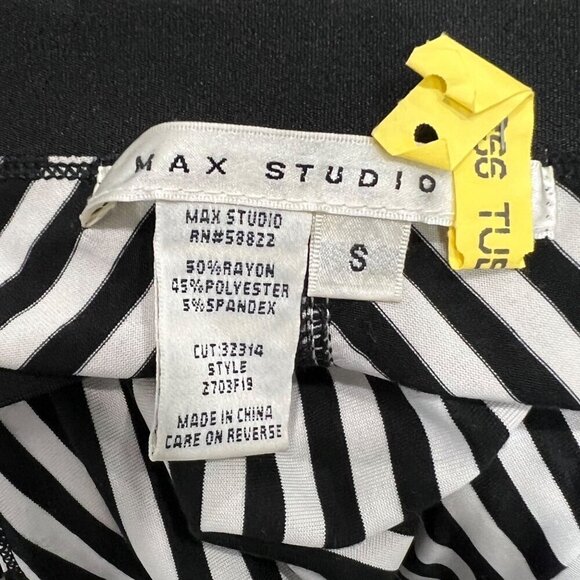 MAX STUDIO
MAX STUDIO
RN#58822
50%RAYON
45%POLYESTER
5%SPANDEX
CUT:32314
STYLE
2703F19
MADE IN CHINA
CARE ON REVERSE
S
TUS